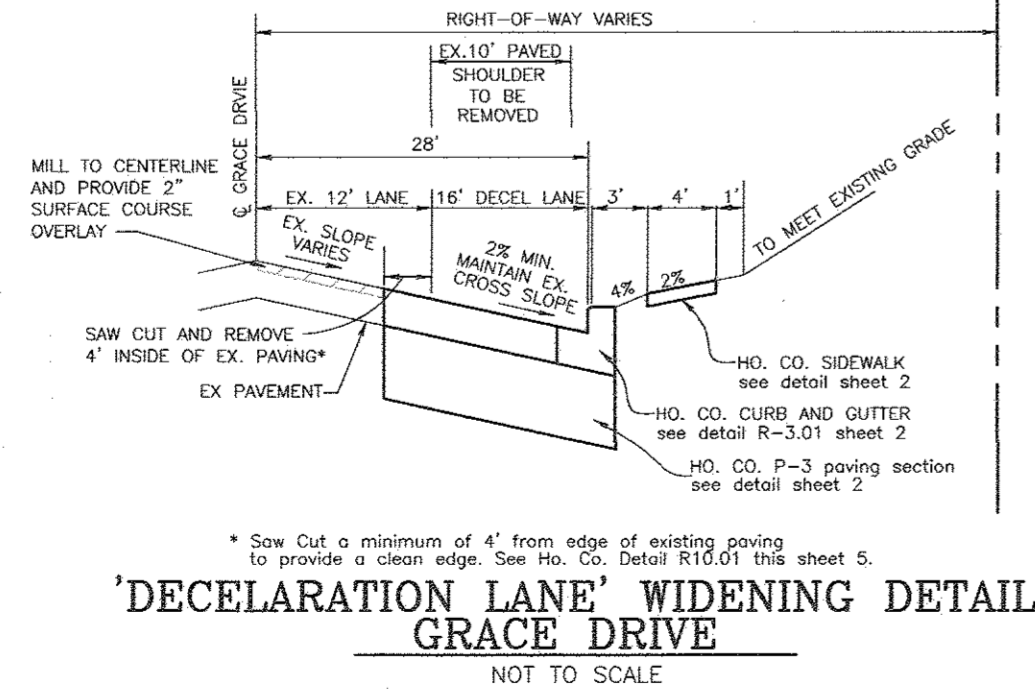 RIGHT-OF-WAY VARIES
EX.10' PAVED
SHOULDER
TO BE
REMOVED
℄ GRACE DRVIE
28'
MILL TO CENTERLINE
AND PROVIDE 2"
SURFACE COURSE
OVERLAY
EX. 12' LANE
16' DECEL LANE
3'
4'
1'
TO MEET EXISTING GRADE
EX. SLOPE
VARIES
2% MIN.
MAINTAIN EX.
CROSS SLOPE
4%
2%
SAW CUT AND REMOVE
4' INSIDE OF EX. PAVING*
EX PAVEMENT
HO. CO. SIDEWALK
see detail sheet 2
HO. CO. CURB AND GUTTER
see detail R-3.01 sheet 2
HO. CO. P-3 paving section
see detail sheet 2
* Saw Cut a minimum of 4' from edge of existing paving
to provide a clean edge. See Ho. Co. Detail R10.01 this sheet 5.
'DECELARATION LANE' WIDENING DETAIL
GRACE DRIVE
NOT TO SCALE